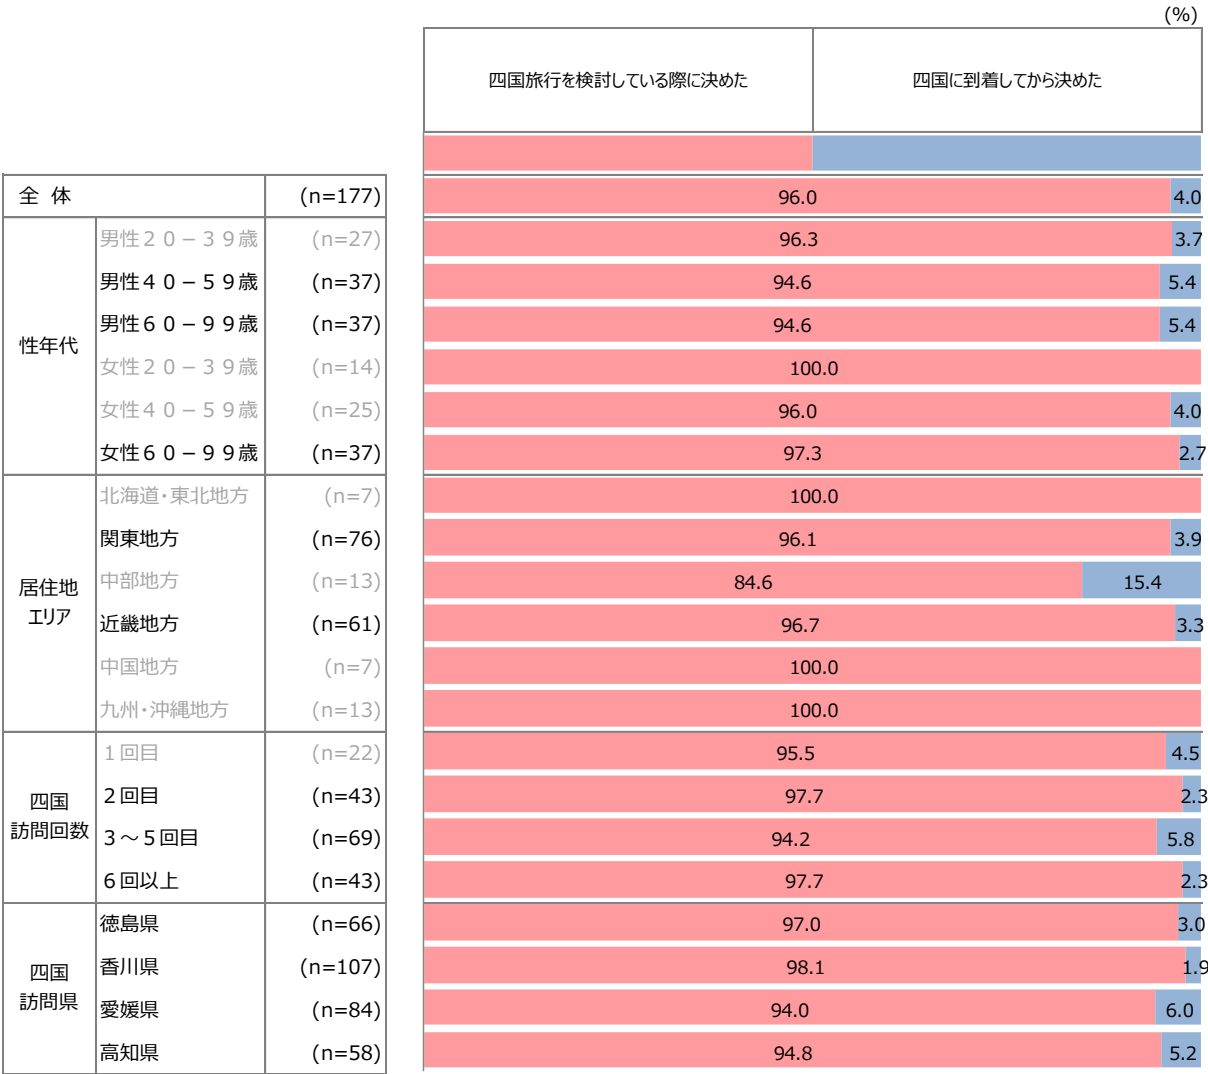 (%)
四国旅行を検討している際に決めた 四国に到着してから決めた
全 体 (n=177) 96.0 4.0
性年代
男性２０－３９歳 (n=27) 96.3 3.7
男性４０－５９歳 (n=37) 94.6 5.4
男性６０－９９歳 (n=37) 94.6 5.4
女性２０－３９歳 (n=14) 100.0
女性４０－５９歳 (n=25) 96.0 4.0
女性６０－９９歳 (n=37) 97.3 2.7
居住地
エリア
北海道・東北地方 (n=7) 100.0
関東地方 (n=76) 96.1 3.9
中部地方 (n=13) 84.6 15.4
近畿地方 (n=61) 96.7 3.3
中国地方 (n=7) 100.0
九州・沖縄地方 (n=13) 100.0
四国
訪問回数
１回目 (n=22) 95.5 4.5
２回目 (n=43) 97.7 2.3
３～５回目 (n=69) 94.2 5.8
６回以上 (n=43) 97.7 2.3
四国
訪問県
徳島県 (n=66) 97.0 3.0
香川県 (n=107) 98.1 1.9
愛媛県 (n=84) 94.0 6.0
高知県 (n=58) 94.8 5.2